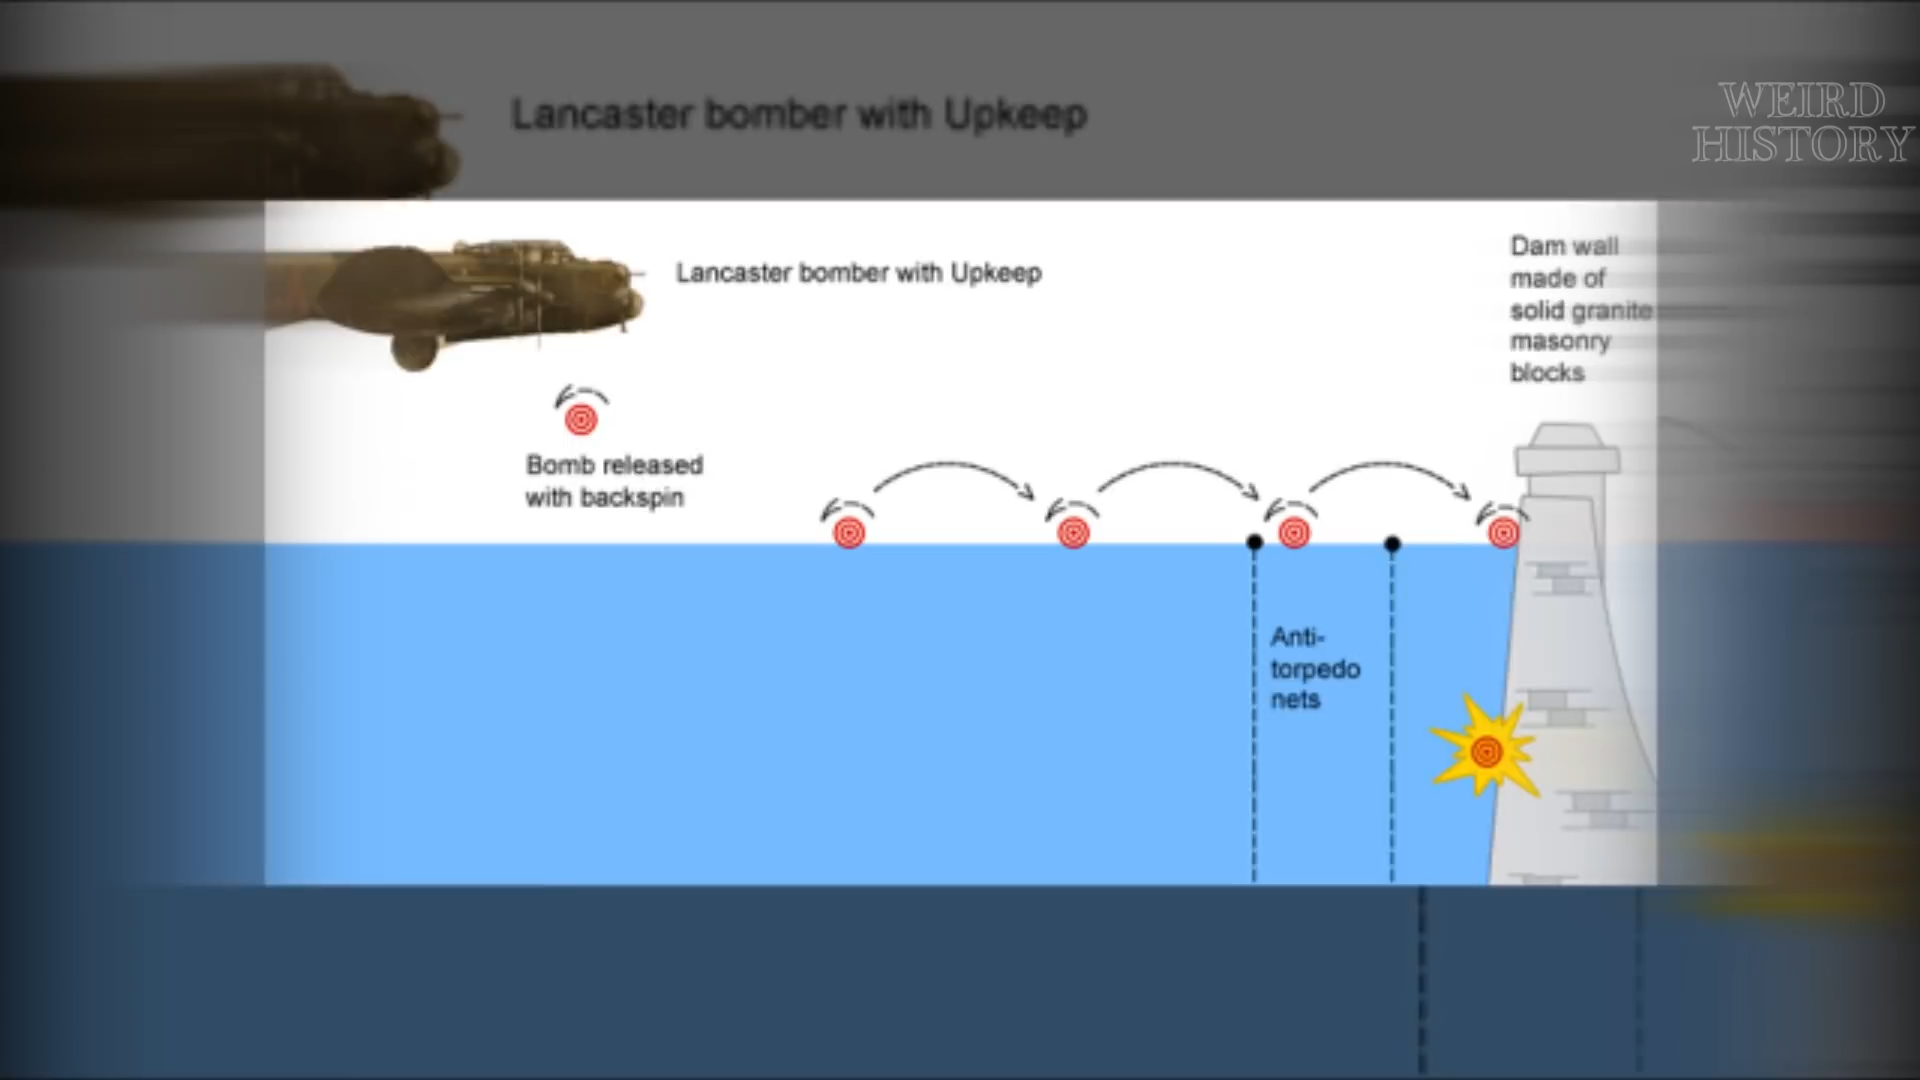 Lancaster bomber with Upkeep
WEIRD
HISTORY
Lancaster bomber with Upkeep
Dam wall
made of
solid granite
masonry
blocks
Bomb released
with backspin
Anti-
torpedo
nets